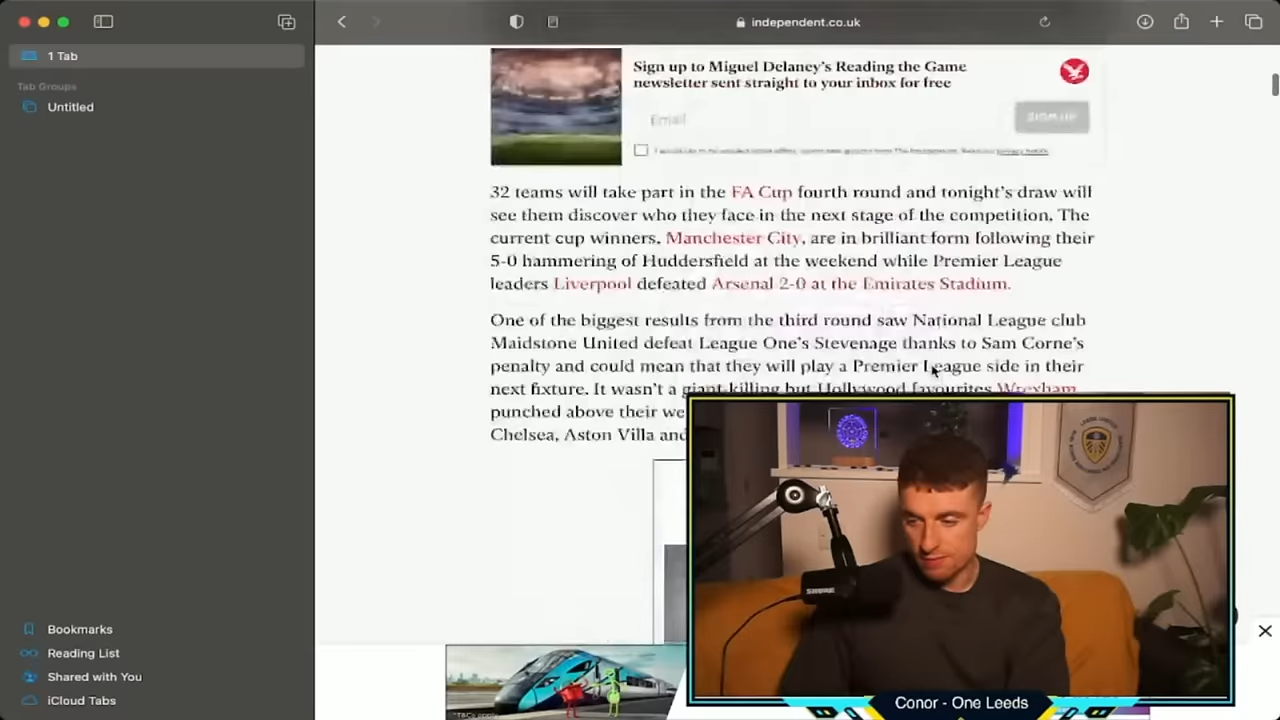 independent.co.uk
1 Tab
Tab Groups
Untitled
Sign up to Miguel Delaney's Reading the Game
newsletter sent straight to your inbox for free
Email
SIGN UP
32 teams will take part in the FA Cup fourth round and tonight's draw will
see them discover who they face in the next stage of the competition. The
current cup winners, Manchester City, are in brilliant form following their
5-0 hammering of Huddersfield at the weekend while Premier League
leaders Liverpool defeated Arsenal 2-0 at the Emirates Stadium.
One of the biggest results from the third round saw National League club
Maidstone United defeat League One's Stevenage thanks to Sam Corne's
penalty and could mean that they will play a Premier League side in their
next fixture. It wasn't a giant-killing but Hollywood favourites Wrexham
punched above their we
Chelsea, Aston Villa and
SHURE
Bookmarks
Reading List
Shared with You
iCloud Tabs
Conor - One Leeds